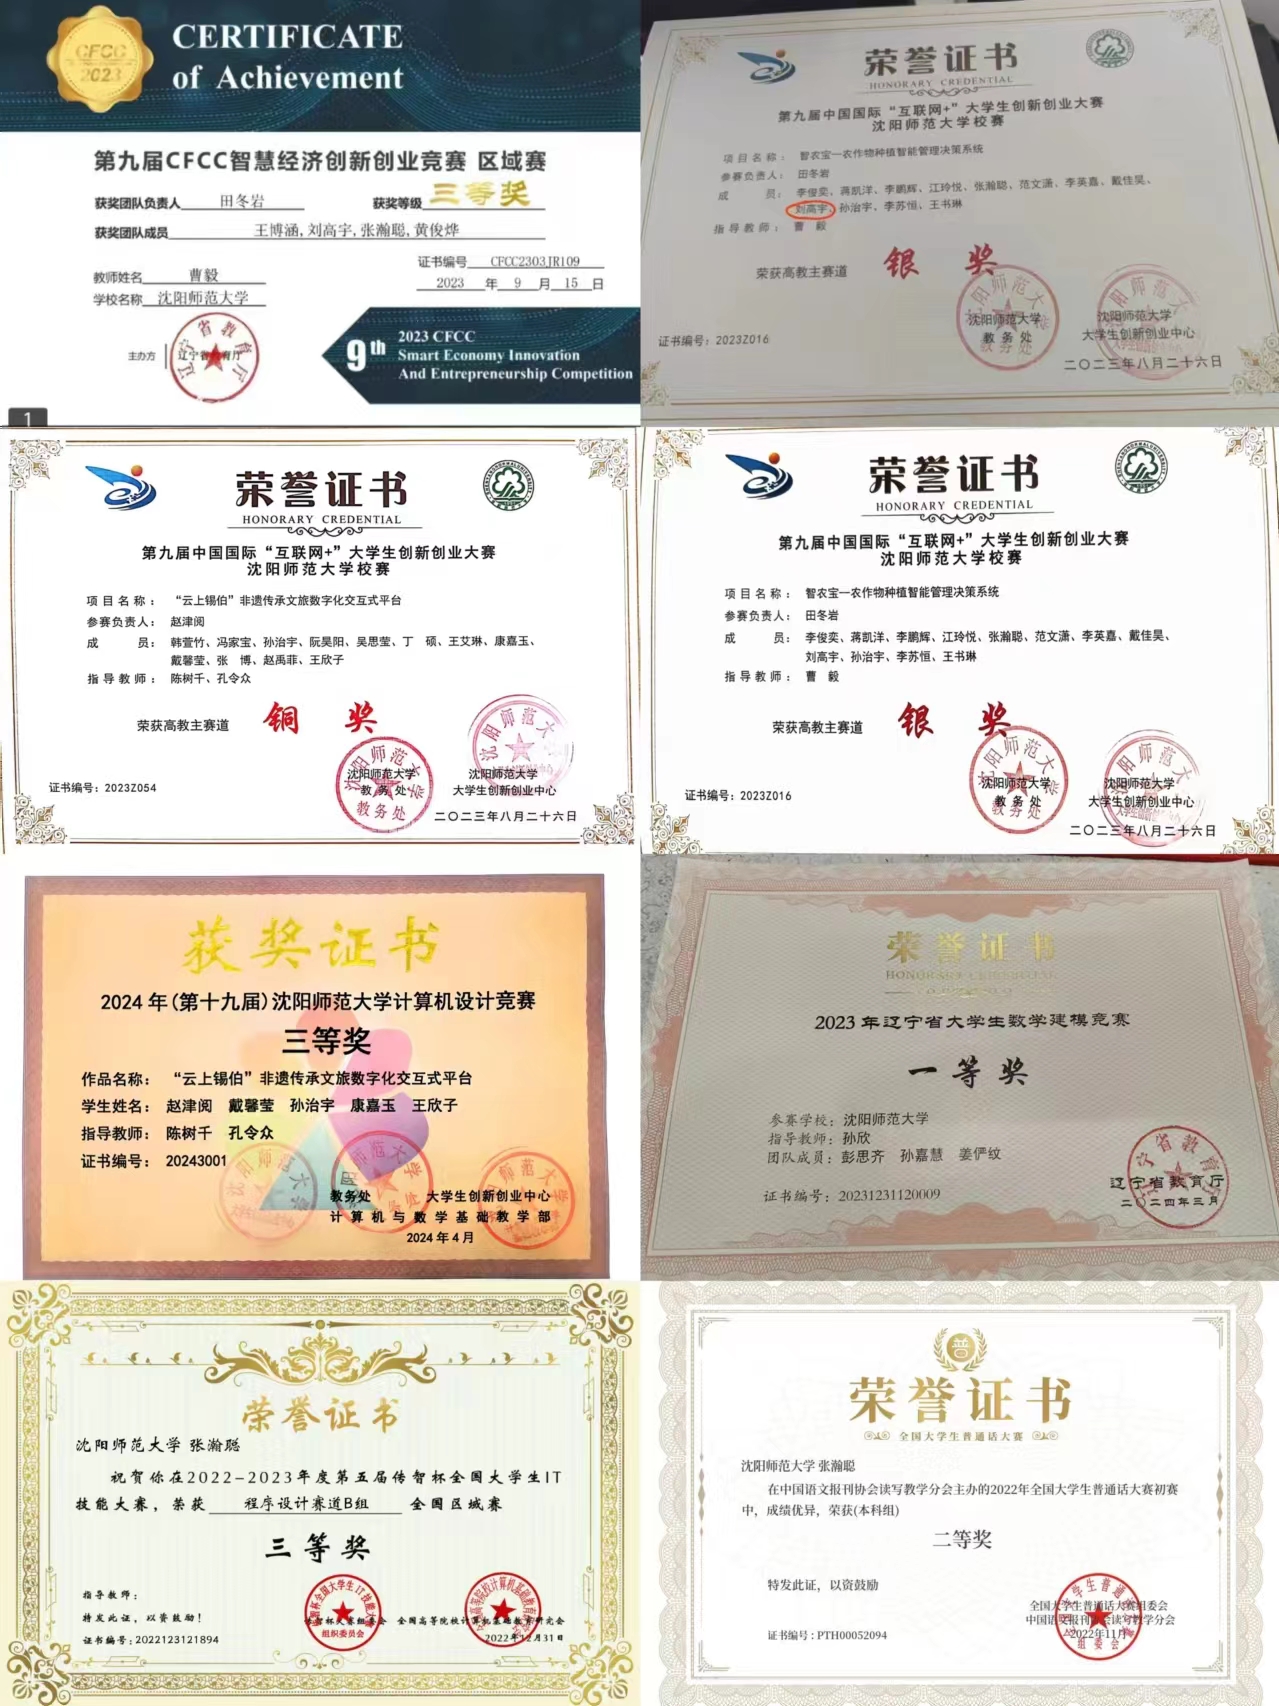 CFCC
2023
CERTIFICATE
of Achievement
第九届CFCC智慧经济创新创业竞赛 区域赛
获奖团队负责人 田冬岩 获奖等级 三等奖
获奖团队成员 王博涵,刘高宇,张瀚聪,黄俊烨
证书编号 CFCC2303JR109
教师姓名 曹毅
2023 年 9 月 15 日
学校名称 沈阳师范大学
主办方 辽宁省教育厅
9th
2023 CFCC
Smart Economy Innovation
And Entrepreneurship Competition
1
荣誉证书
HONORARY CREDENTIAL
第九届中国国际“互联网+”大学生创新创业大赛
沈阳师范大学校赛
项目名称: 智农宝—农作物种植智能管理决策系统
参赛负责人: 田冬岩
成 员: 李俊奕、蒋凯洋、李鹏辉、江玲悦、张瀚聪、范文潇、李英嘉、戴佳昊、
刘高宇、孙治宇、李苏恒、王书琳
指导教师: 曹 毅
荣获高教主赛道 银 奖
沈阳师范大学 沈阳师范大学
教 务 处 大学生创新创业中心
证书编号: 2023Z016
二〇二三年八月二十六日
荣誉证书
HONORARY CREDENTIAL
第九届中国国际“互联网+”大学生创新创业大赛
沈阳师范大学校赛
项目名称: “云上锡伯”非遗传承文旅数字化交互式平台
参赛负责人: 赵津阅
成 员: 韩萱竹、冯家宝、孙治宇、阮昊阳、吴思莹、丁 硕、王艾琳、康嘉玉、
戴馨莹、张 博、赵禹菲、王欣子
指导教师: 陈树千、孔令众
荣获高教主赛道 铜 奖
沈阳师范大学 沈阳师范大学
教 务 处 大学生创新创业中心
证书编号: 2023Z054
二〇二三年八月二十六日
荣誉证书
HONORARY CREDENTIAL
第九届中国国际“互联网+”大学生创新创业大赛
沈阳师范大学校赛
项目名称: 智农宝—农作物种植智能管理决策系统
参赛负责人: 田冬岩
成 员: 李俊奕、蒋凯洋、李鹏辉、江玲悦、张瀚聪、范文潇、李英嘉、戴佳昊、
刘高宇、孙治宇、李苏恒、王书琳
指导教师: 曹 毅
荣获高教主赛道 银 奖
沈阳师范大学 沈阳师范大学
教 务 处 大学生创新创业中心
证书编号: 2023Z016
二〇二三年八月二十六日
获奖证书
2024年(第十九届)沈阳师范大学计算机设计竞赛
三等奖
作品名称: “云上锡伯”非遗传承文旅数字化交互式平台
学生姓名: 赵津阅 戴馨莹 孙治宇 康嘉玉 王欣子
指导教师: 陈树千 孔令众
证书编号: 20243001
教务处 大学生创新创业中心
计算机与数学基础教学部
2024年4月
荣誉证书
HONORARY CREDENTIAL
2023年辽宁省大学生数学建模竞赛
一等奖
参赛学校: 沈阳师范大学
指导教师: 孙欣
团队成员: 彭思齐 孙嘉慧 姜俨纹
证书编号: 20231231120009
辽宁省教育厅
二〇二四年三月
荣誉证书
沈阳师范大学 张瀚聪
祝贺你在2022-2023年度第五届传智杯全国大学生IT
技能大赛,荣获 程序设计赛道B组 全国区域赛
三等奖
指导教师:
特发此证,以资鼓励!
传智杯大赛组委会 全国高等院校计算机基础教育研究会
证书编号:2022123121894
2022年12月31日
普
荣誉证书
全国大学生普通话大赛
沈阳师范大学 张瀚聪
在中国语文报刊协会读写教学分会主办的2022年全国大学生普通话大赛初赛
中,成绩优异,荣获(本科组)
二等奖
特发此证,以资鼓励
全国大学生普通话大赛组委会
中国语文报刊协会读写教学分会
2022年11月
证书编号:PTH00052094